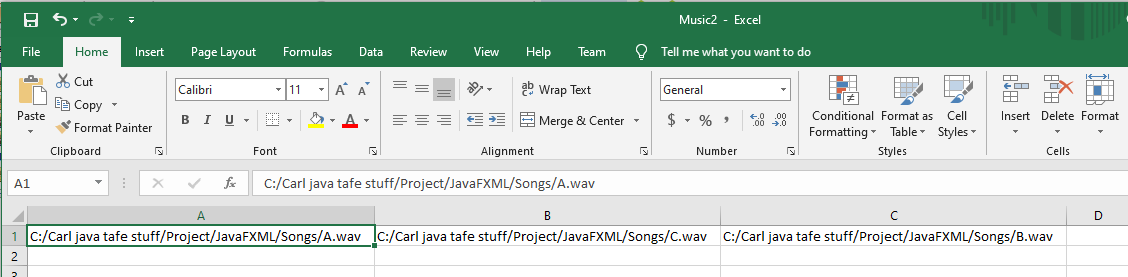 Music2 - Excel
File Home Insert Page Layout Formulas Data Review View Help Team Tell me what you want to do
Cut
Copy
Format Painter
Paste
Clipboard
Calibri 11 A A
B I U A
Font
ab Wrap Text
Merge & Center
Alignment
General
$ % , .0 .00 .00 .0
Number
Conditional Formatting
Format as Table
Cell Styles
Styles
Insert Delete Format
Cells
A1 fx C:/Carl java tafe stuff/Project/JavaFXML/Songs/A.wav
A B C D
1 C:/Carl java tafe stuff/Project/JavaFXML/Songs/A.wav C:/Carl java tafe stuff/Project/JavaFXML/Songs/C.wav C:/Carl java tafe stuff/Project/JavaFXML/Songs/B.wav
2